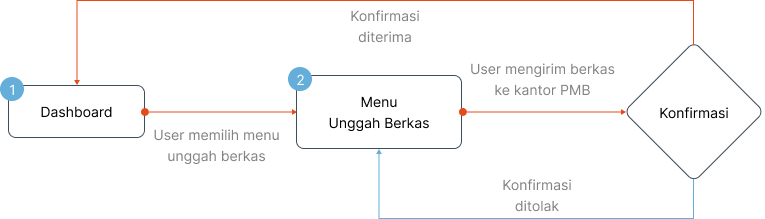 Konfirmasi
diterima
1
Dashboard
User memilih menu
unggah berkas
2
Menu
Unggah Berkas
User mengirim berkas
ke kantor PMB
Konfirmasi
Konfirmasi
ditolak